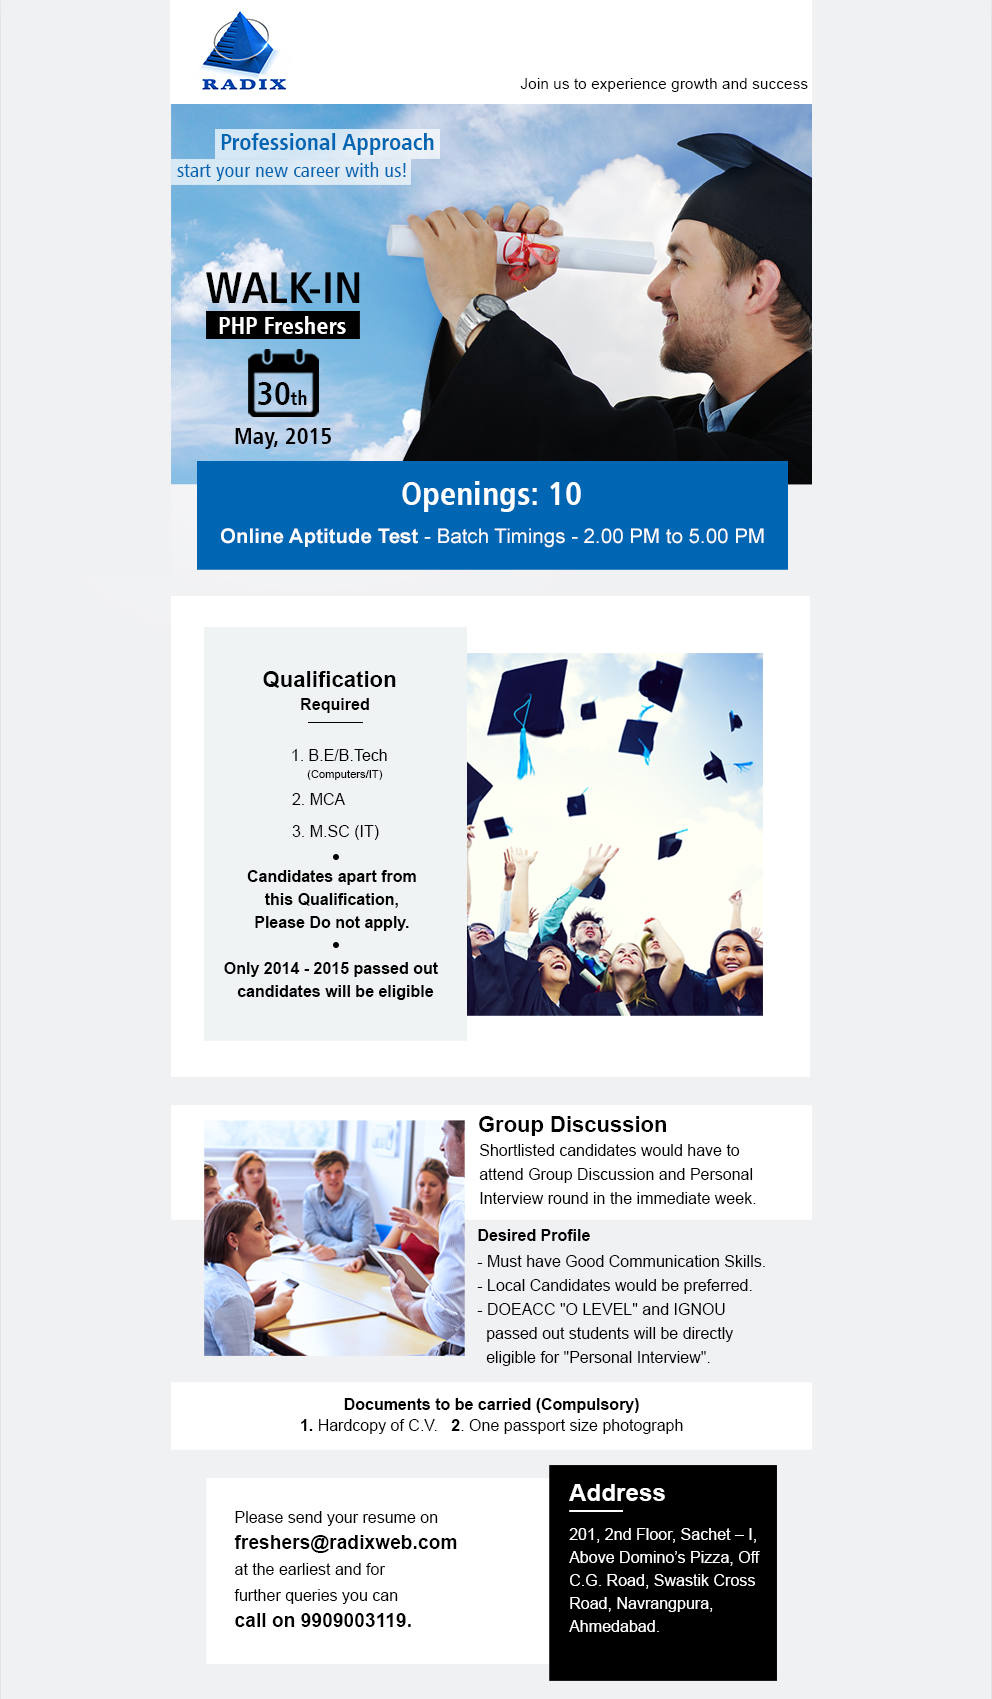 RADIX
Join us to experience growth and success
Professional Approach
start your new career with us!
WALK-IN
PHP Freshers
30th
May, 2015
Openings: 10
Online Aptitude Test - Batch Timings - 2.00 PM to 5.00 PM
Qualification
Required
1. B.E/B.Tech
(Computers/IT)
2. MCA
3. M.SC (IT)
•
Candidates apart from
this Qualification,
Please Do not apply.
•
Only 2014 - 2015 passed out
candidates will be eligible
Group Discussion
Shortlisted candidates would have to
attend Group Discussion and Personal
Interview round in the immediate week.
Desired Profile
- Must have Good Communication Skills.
- Local Candidates would be preferred.
- DOEACC "O LEVEL" and IGNOU
passed out students will be directly
eligible for "Personal Interview".
Documents to be carried (Compulsory)
1. Hardcopy of C.V. 2. One passport size photograph
Please send your resume on
freshers@radixweb.com
at the earliest and for
further queries you can
call on 9909003119.
Address
201, 2nd Floor, Sachet – I,
Above Domino's Pizza, Off
C.G. Road, Swastik Cross
Road, Navrangpura,
Ahmedabad.